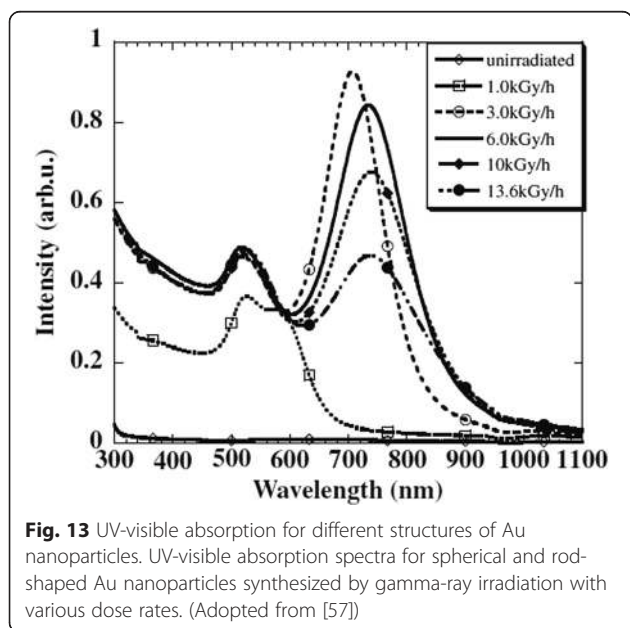 1
0.8
0.6
0.4
0.2
0
Intensity (arb.u.)
unirradiated
1.0kGy/h
3.0kGy/h
6.0kGy/h
10kGy/h
13.6kGy/h
300 400 500 600 700 800 900 1000 1100
Wavelength (nm)
Fig. 13 UV-visible absorption for different structures of Au
nanoparticles. UV-visible absorption spectra for spherical and rod-
shaped Au nanoparticles synthesized by gamma-ray irradiation with
various dose rates. (Adopted from [57])